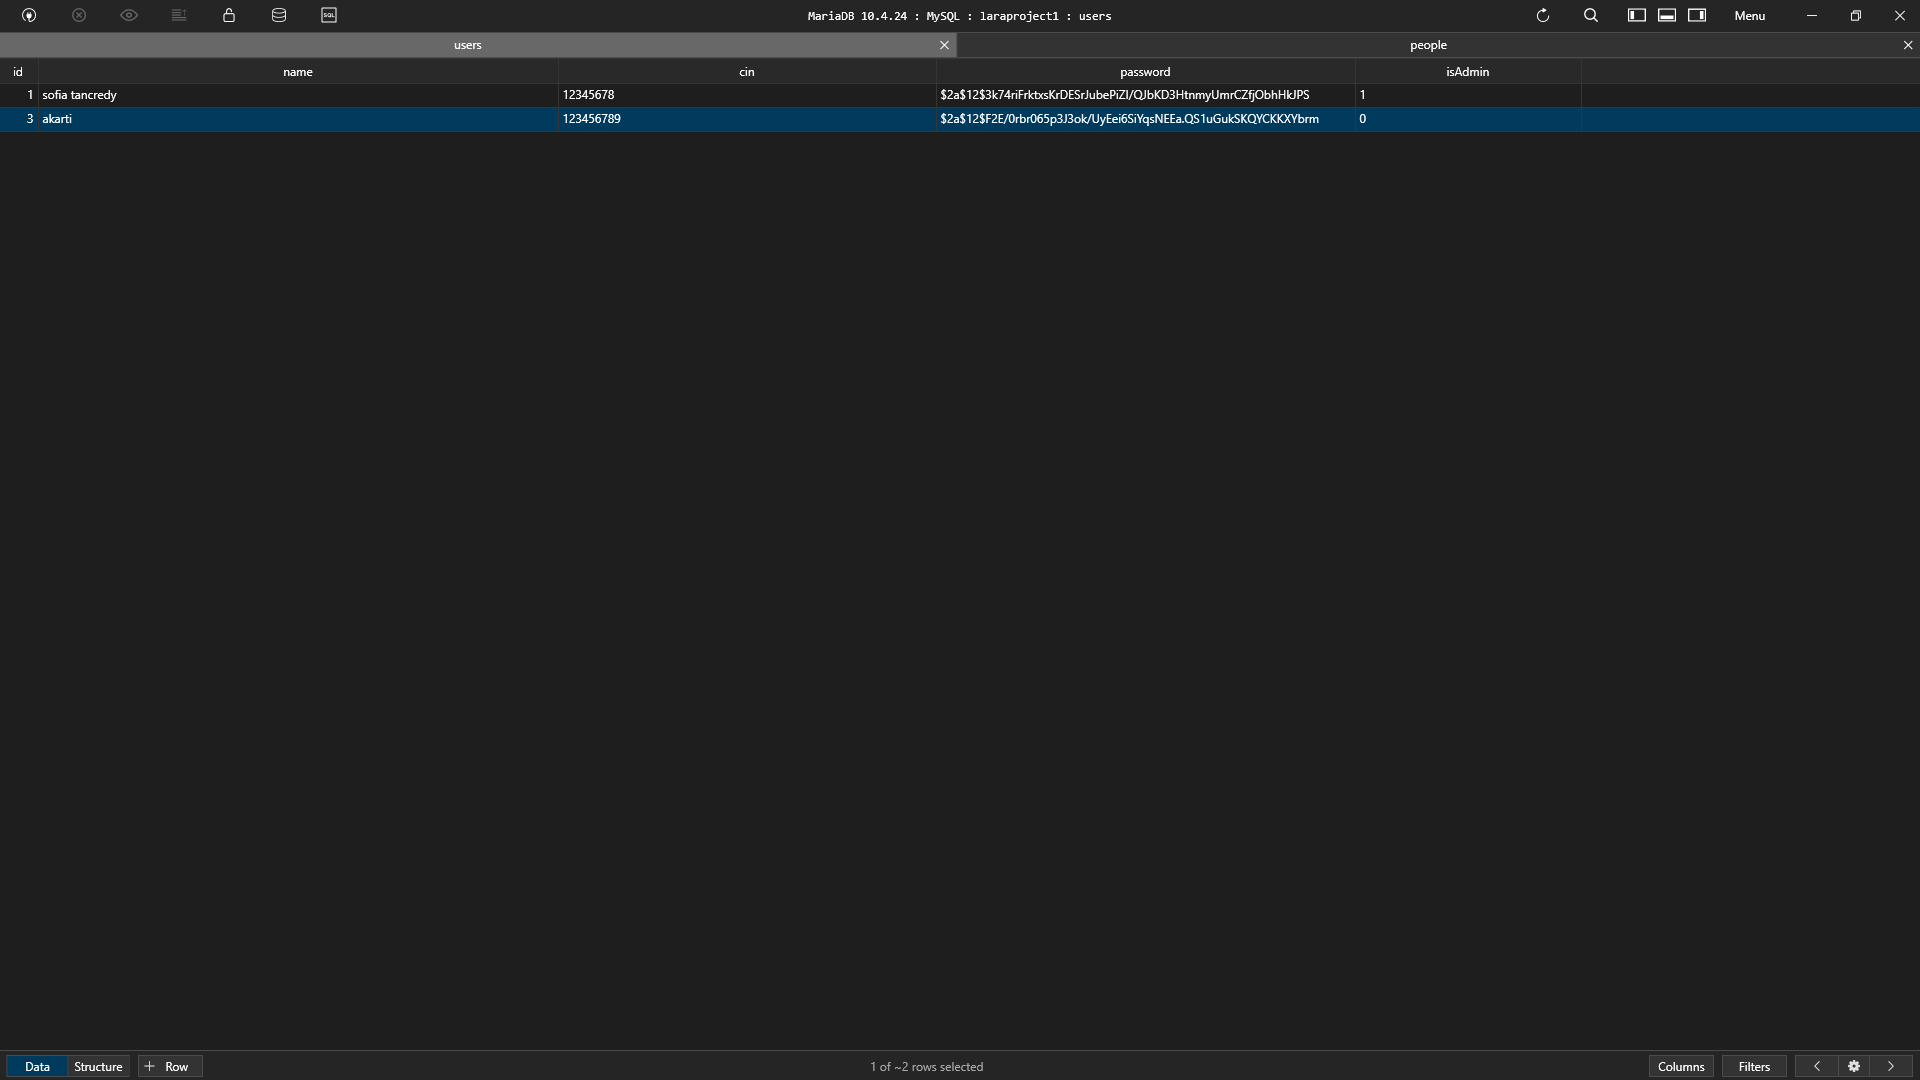 SQL MariaDB 10.4.24 : MySQL : laraproject1 : users Menu
users people
id name cin password isAdmin
1 sofia tancredy 12345678 $2a$12$3k74riFrktxsKrDESrJubePiZI/QJbKD3HtnmyUmrCZfjObhHkJPS 1
3 akarti 123456789 $2a$12$F2E/0rbr065p3J3ok/UyEei6SiYqsNEEa.QS1uGukSKQYCKKXYbrm 0
Data Structure + Row 1 of ~2 rows selected Columns Filters